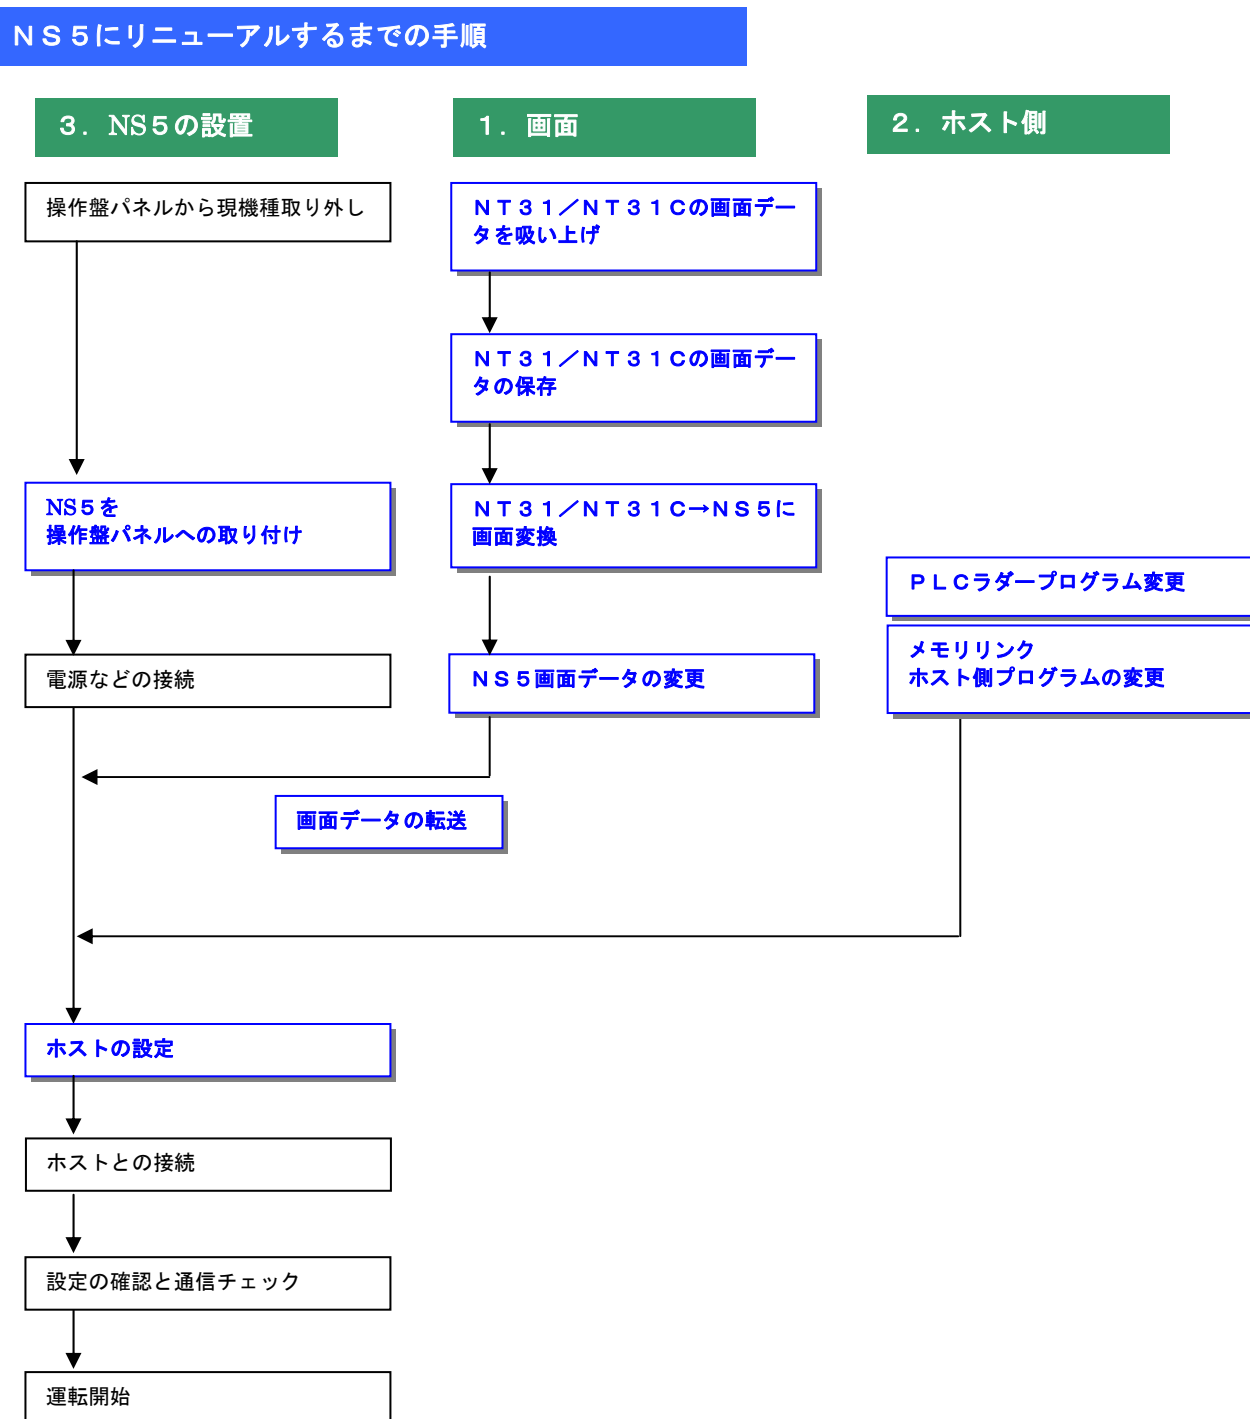 ＮＳ５にリニューアルするまでの手順
３．NS５の設置
１．画面
２．ホスト側
操作盤パネルから現機種取り外し
NS５を
操作盤パネルへの取り付け
電源などの接続
ＮＴ３１／ＮＴ３１Ｃの画面デー
タを吸い上げ
ＮＴ３１／ＮＴ３１Ｃの画面デー
タの保存
ＮＴ３１／ＮＴ３１Ｃ→ＮＳ５に
画面変換
ＮＳ５画面データの変更
ＰＬＣラダープログラム変更
メモリリンク
ホスト側プログラムの変更
画面データの転送
ホストの設定
ホストとの接続
設定の確認と通信チェック
運転開始